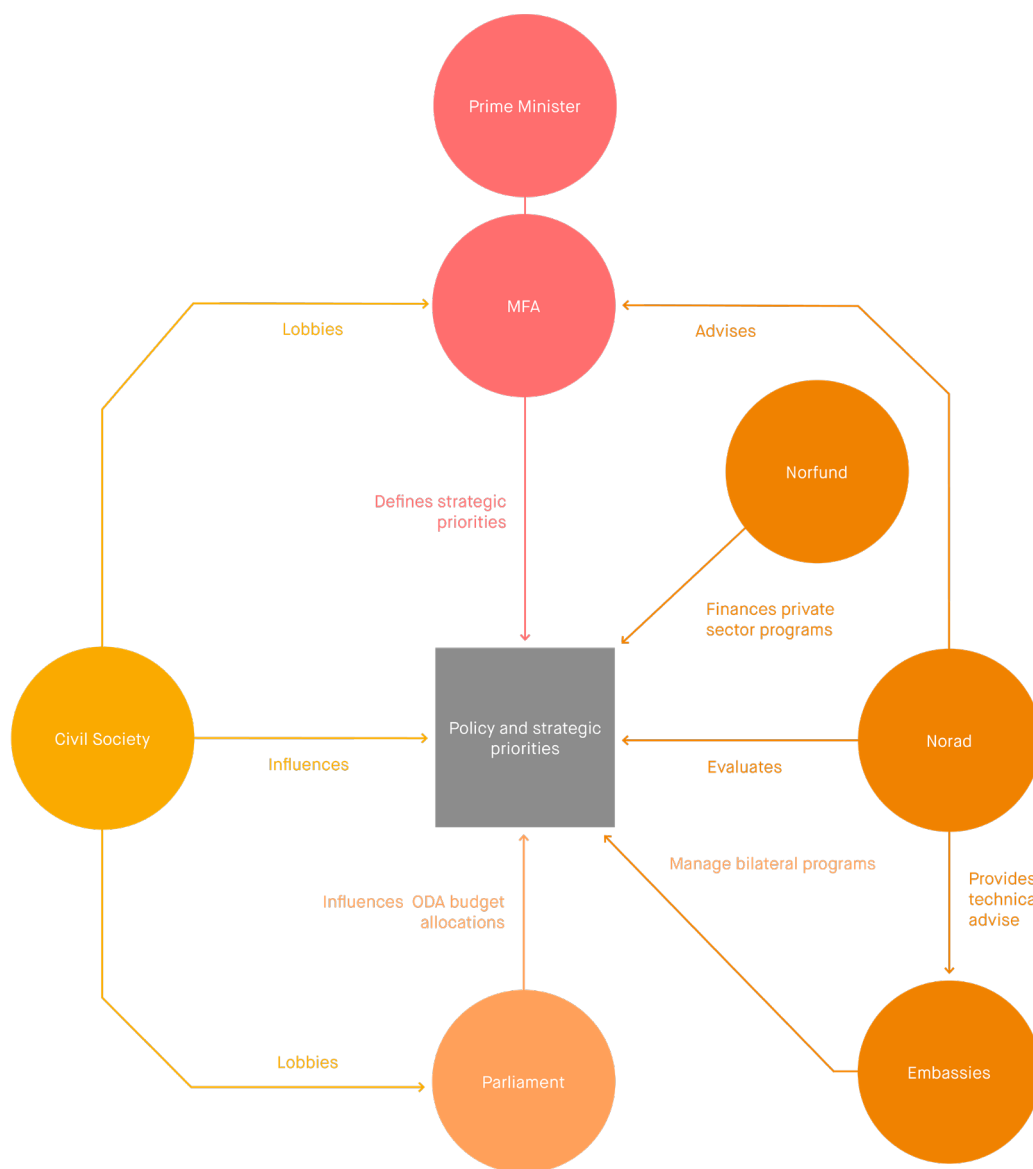 Prime Minister
MFA
Lobbies
Advises
Norfund
Defines strategic
priorities
Finances private
sector programs
Civil Society
Policy and strategic
priorities
Norad
Influences
Evaluates
Manage bilateral programs
Influences ODA budget
allocations
Provides
technica
advise
Lobbies
Parliament
Embassies